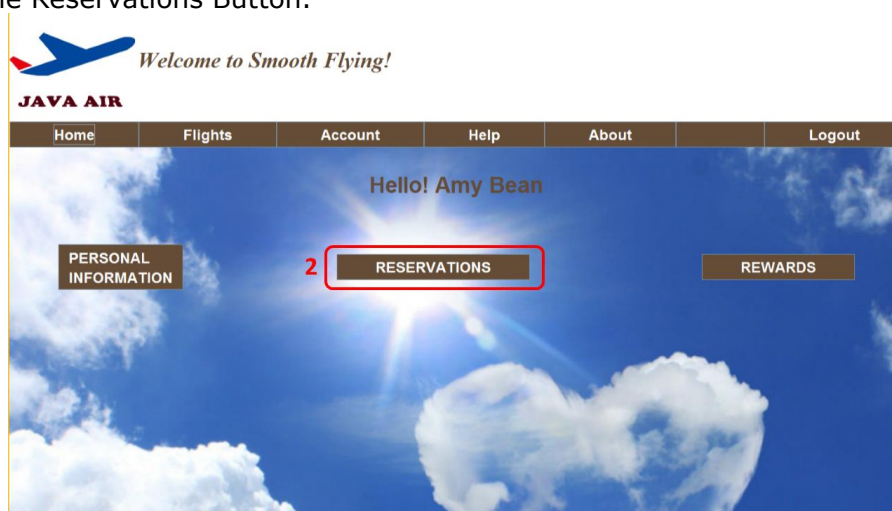 Reservations Button.
Welcome to Smooth Flying!
JAVA AIR
Home Flights Account Help About Logout
Hello! Amy Bean
PERSONAL
INFORMATION
2 RESERVATIONS
REWARDS